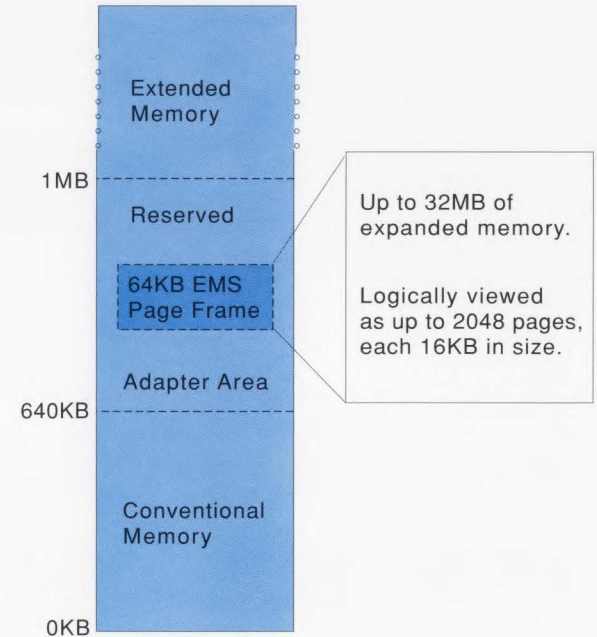 Extended
Memory
1MB
Reserved
64KB EMS
Page Frame
Adapter Area
640KB
Conventional
Memory
0KB
Up to 32MB of
expanded memory.
Logically viewed
as up to 2048 pages,
each 16KB in size.